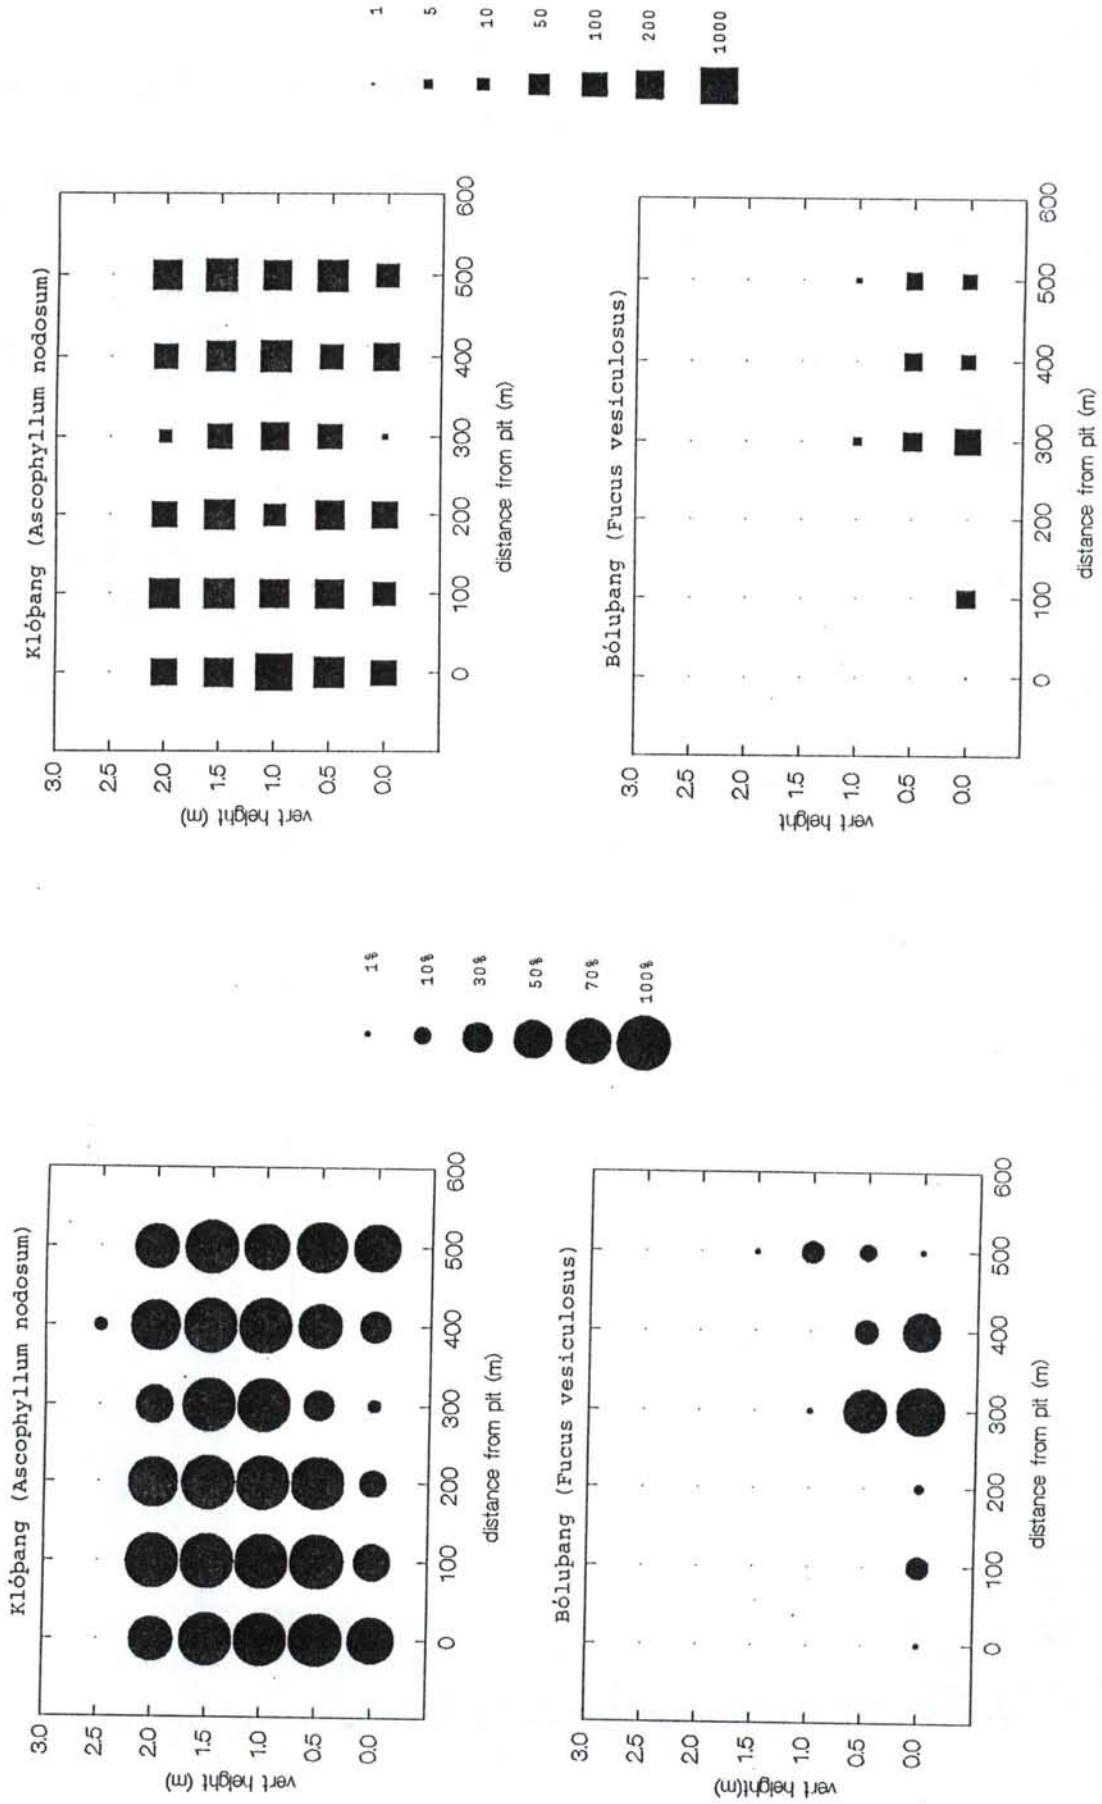 Klóþang (Ascophyllum nodosum)
vert height (m)
3.0
2.5
2.0
1.5
1.0
0.5
0.0
0 100 200 300 400 500 600
distance from pit (m)
Bóluþang (Fucus vesiculosus)
vert height(m)
3.0
2.5
2.0
1.5
1.0
0.5
0.0
0 100 200 300 400 500 600
distance from pit (m)
1%
10%
30%
50%
70%
100%
Klóþang (Ascophyllum nodosum)
vert height (m)
3.0
2.5
2.0
1.5
1.0
0.5
0.0
0 100 200 300 400 500 600
distance from pit (m)
Bóluþang (Fucus vesiculosus)
vert height
3.0
2.5
2.0
1.5
1.0
0.5
0.0
0 100 200 300 400 500 600
distance from pit (m)
1
5
10
50
100
200
1000